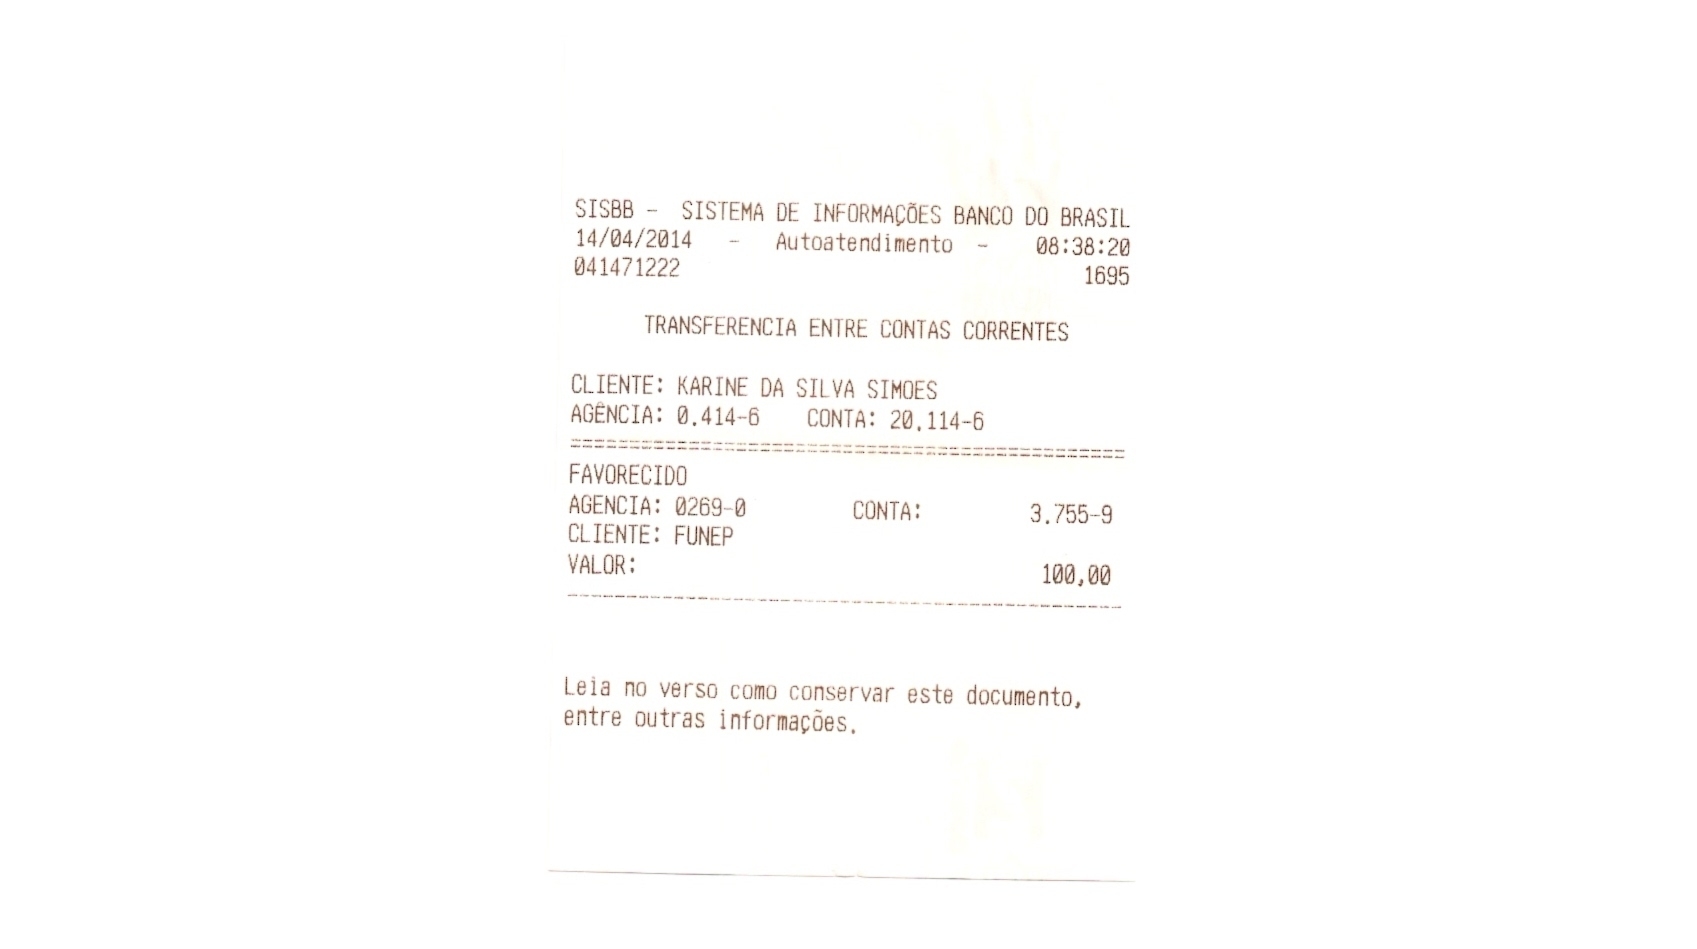 SISBB - SISTEMA DE INFORMAÇÕES BANCO DO BRASIL
14/04/2014 - Autoatendimento - 08:38:20
041471222 1695
TRANSFERENCIA ENTRE CONTAS CORRENTES
CLIENTE: KARINE DA SILVA SIMOES
AGÊNCIA: 0.414-6 CONTA: 20.114-6
================================================
FAVORECIDO
AGENCIA: 0269-0 CONTA: 3.755-9
CLIENTE: FUNEP
VALOR: 100,00
------------------------------------------------
Leia no verso como conservar este documento,
entre outras informações.